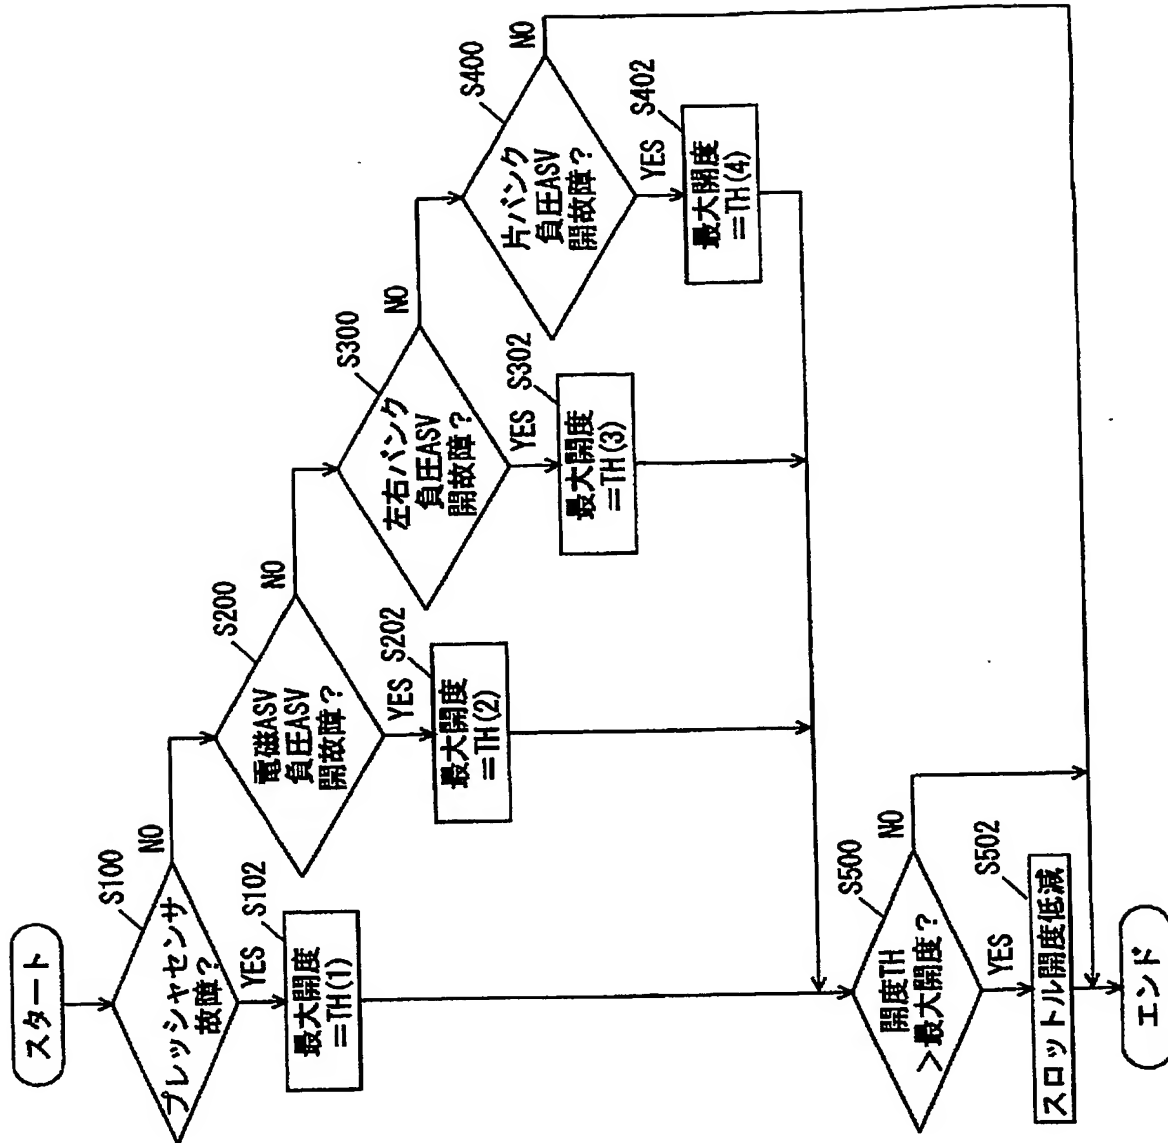 スタート
S100
プレッシャセンサ
故障？
NO
YES
S102
最大開度
=TH(1)
S200
電磁ASV
負圧ASV
開故障？
NO
YES
S202
最大開度
=TH(2)
S300
左右バンク
負圧ASV
開故障？
NO
YES
S302
最大開度
=TH(3)
S400
片バンク
負圧ASV
開故障？
NO
YES
S402
最大開度
=TH(4)
S500
開度TH
＞最大開度？
NO
YES
S502
スロットル開度低減
エンド